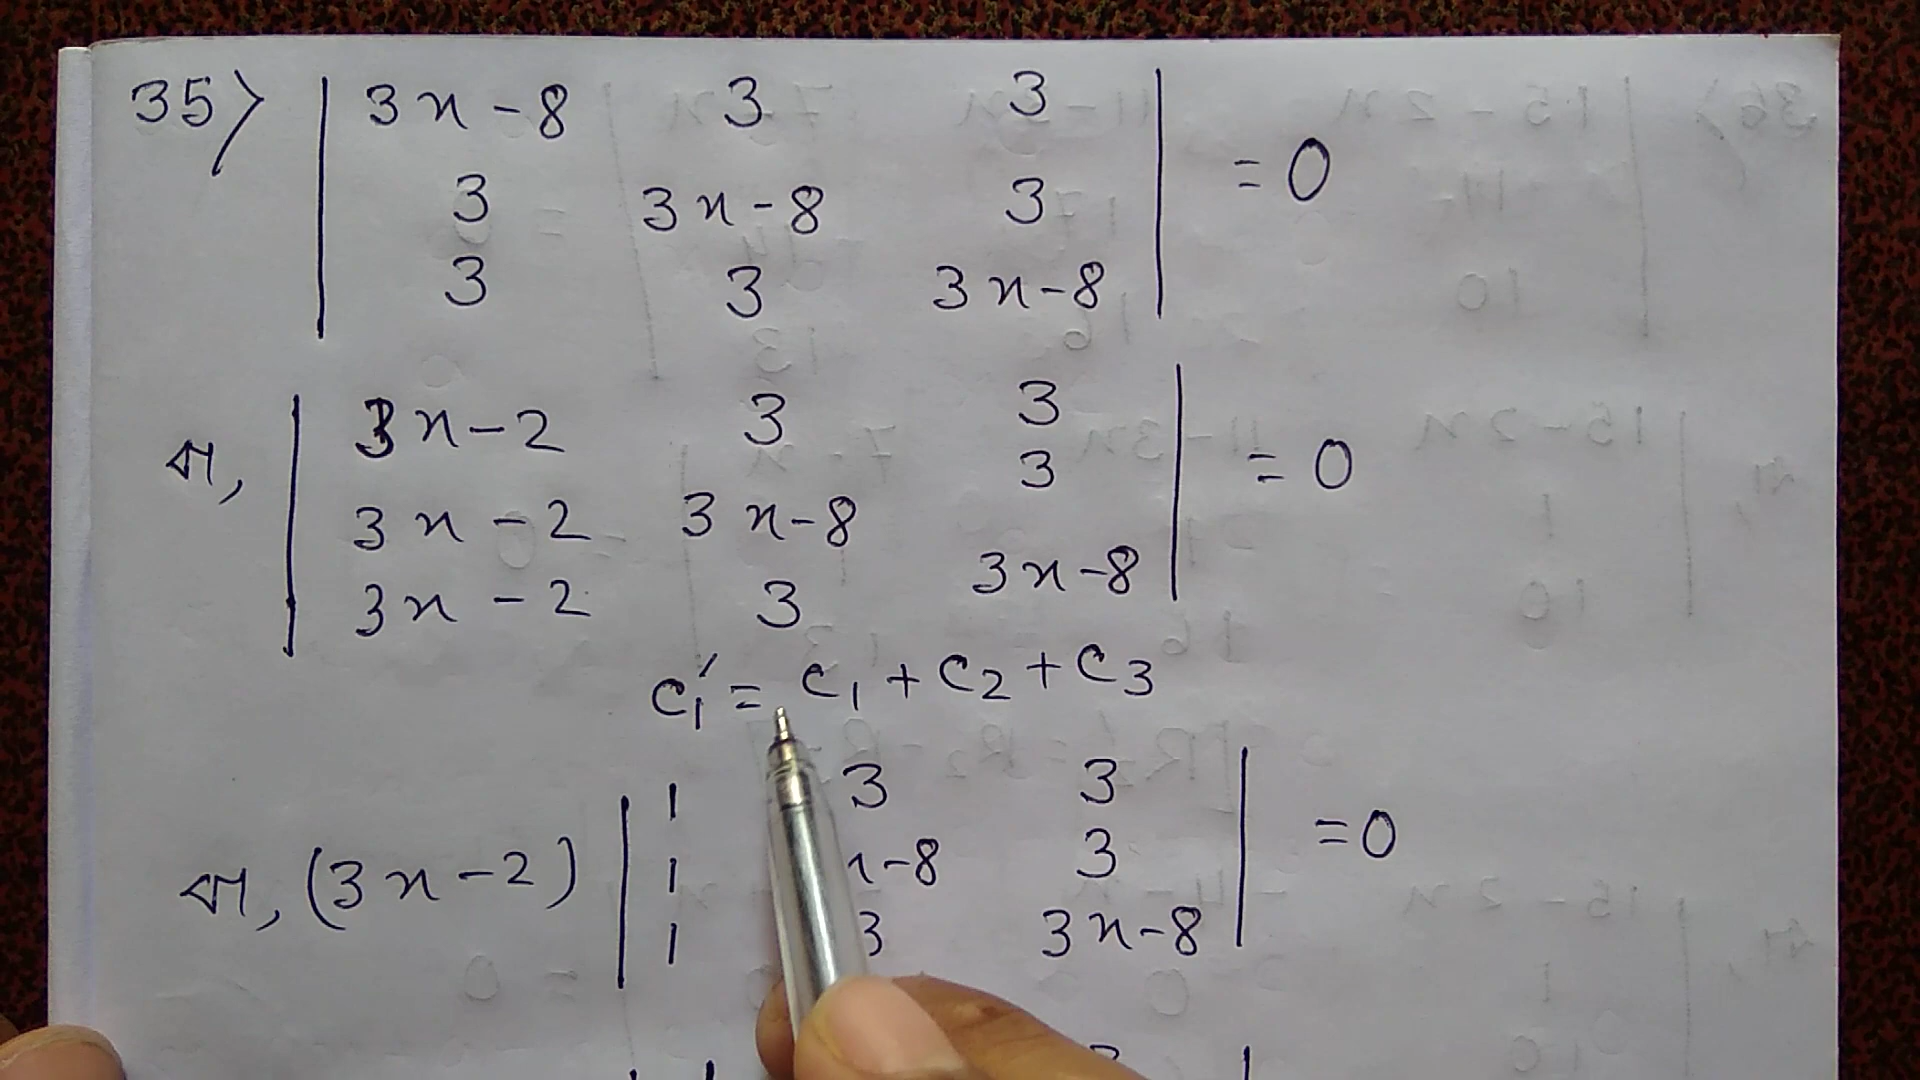 35> | 3x-8 3 3 |
| 3 3x-8 3 | = 0
| 3 3 3x-8 |
| 3x-2 3 3 |
বা, | 3x-2 3x-8 3 | = 0
| 3x-2 3 3x-8 |
C₁' = C₁ + C₂ + C₃
| 1 3 3 |
বা, (3x-2) | 1 x-8 3 | = 0
| 1 3 3x-8 |